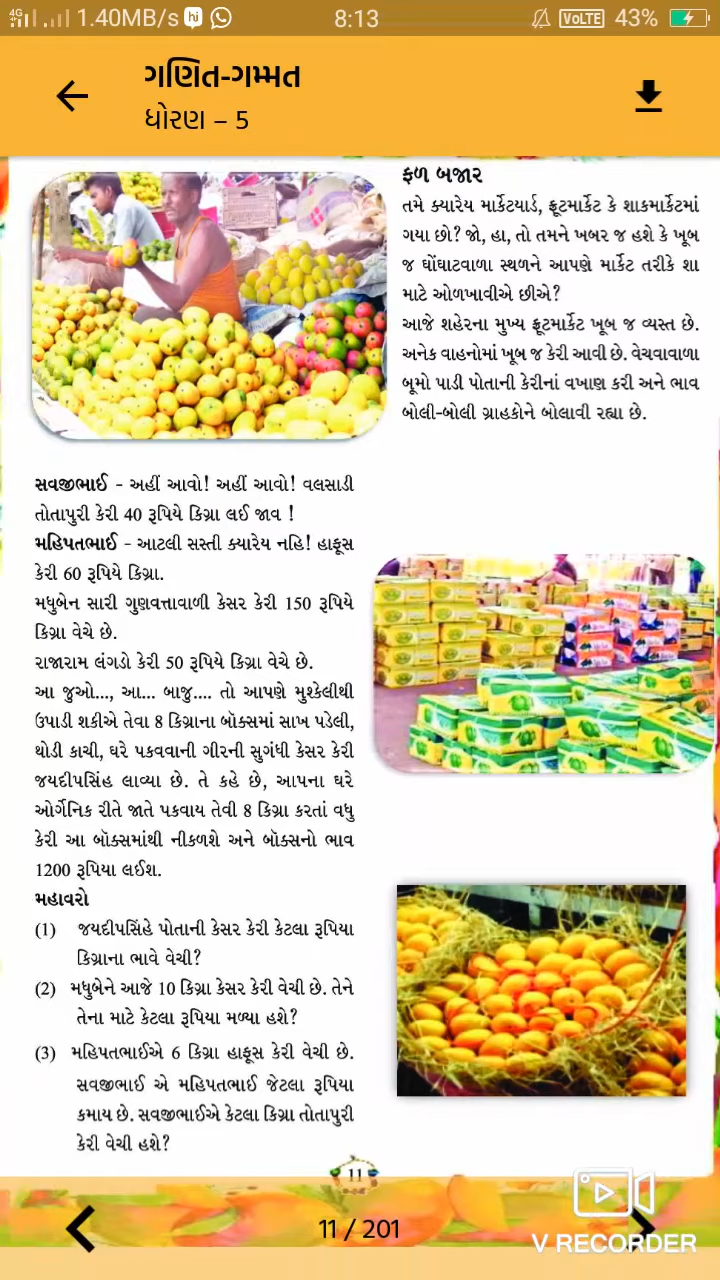 4G 1.40MB/s hi 8:13 VoLTE 43%
ગણિત-ગમ્મત
ધોરણ – 5
ફળ બજાર
તમે ક્યારેય માર્કેટયાર્ડ, ફ્રૂટમાર્કેટ કે શાકમાર્કેટમાં
ગયા છો? જો, હા, તો તમને ખબર જ હશે કે ખૂબ
જ ઘોંઘાટવાળા સ્થળને આપણે માર્કેટ તરીકે શા
માટે ઓળખાવીએ છીએ?
આજે શહેરના મુખ્ય ફ્રૂટમાર્કેટ ખૂબ જ વ્યસ્ત છે.
અનેક વાહનોમાં ખૂબ જ કેરી આવી છે. વેચવાવાળા
બૂમો પાડી પોતાની કેરીનાં વખાણ કરી અને ભાવ
બોલી-બોલી ગ્રાહકોને બોલાવી રહ્યા છે.
સવજીભાઈ - અહીં આવો! અહીં આવો! વલસાડી
તોતાપુરી કેરી 40 રૂપિયે કિગ્રા લઈ જાવ !
મહિપતભાઈ - આટલી સસ્તી ક્યારેય નહિ! હાફૂસ
કેરી 60 રૂપિયે કિગ્રા.
મધુબેન સારી ગુણવત્તાવાળી કેસર કેરી 150 રૂપિયે
કિગ્રા વેચે છે.
રાજારામ લંગડો કેરી 50 રૂપિયે કિગ્રા વેચે છે.
આ જુઓ..., આ... બાજુ.... તો આપણે મુશ્કેલીથી
ઉપાડી શકીએ તેવા 8 કિગ્રાના બૉક્સમાં સાખ પડેલી,
થોડી કાચી, ઘરે પકવવાની ગીરની સુગંધી કેસર કેરી
જયદીપસિંહ લાવ્યા છે. તે કહે છે, આપના ઘરે
ઓર્ગેનિક રીતે જાતે પકવાય તેવી 8 કિગ્રા કરતાં વધુ
કેરી આ બૉક્સમાંથી નીકળશે અને બૉક્સનો ભાવ
1200 રૂપિયા લઈશ.
મહાવરો
(1) જયદીપસિંહે પોતાની કેસર કેરી કેટલા રૂપિયા
કિગ્રાના ભાવે વેચી?
(2) મધુબેને આજે 10 કિગ્રા કેસર કેરી વેચી છે. તેને
તેના માટે કેટલા રૂપિયા મળ્યા હશે?
(3) મહિપતભાઈએ 6 કિગ્રા હાફૂસ કેરી વેચી છે.
સવજીભાઈ એ મહિપતભાઈ જેટલા રૂપિયા
કમાય છે. સવજીભાઈએ કેટલા કિગ્રા તોતાપુરી
કેરી વેચી હશે?
11
11 / 201
V RECORDER